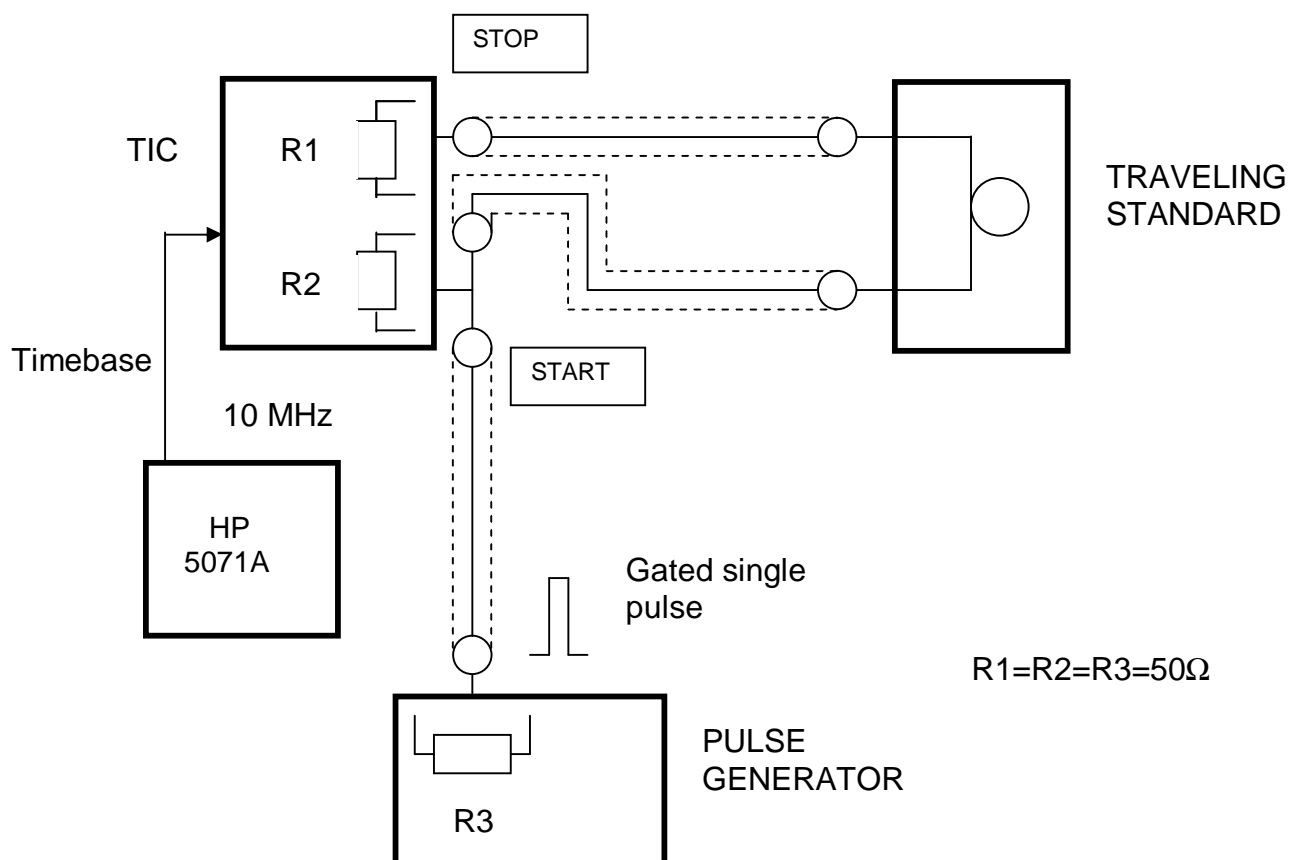 STOP
TIC
R1
TRAVELING
STANDARD
R2
Timebase
START
10 MHz
HP
5071A
Gated single
pulse
R1=R2=R3=50Ω
PULSE
GENERATOR
R3